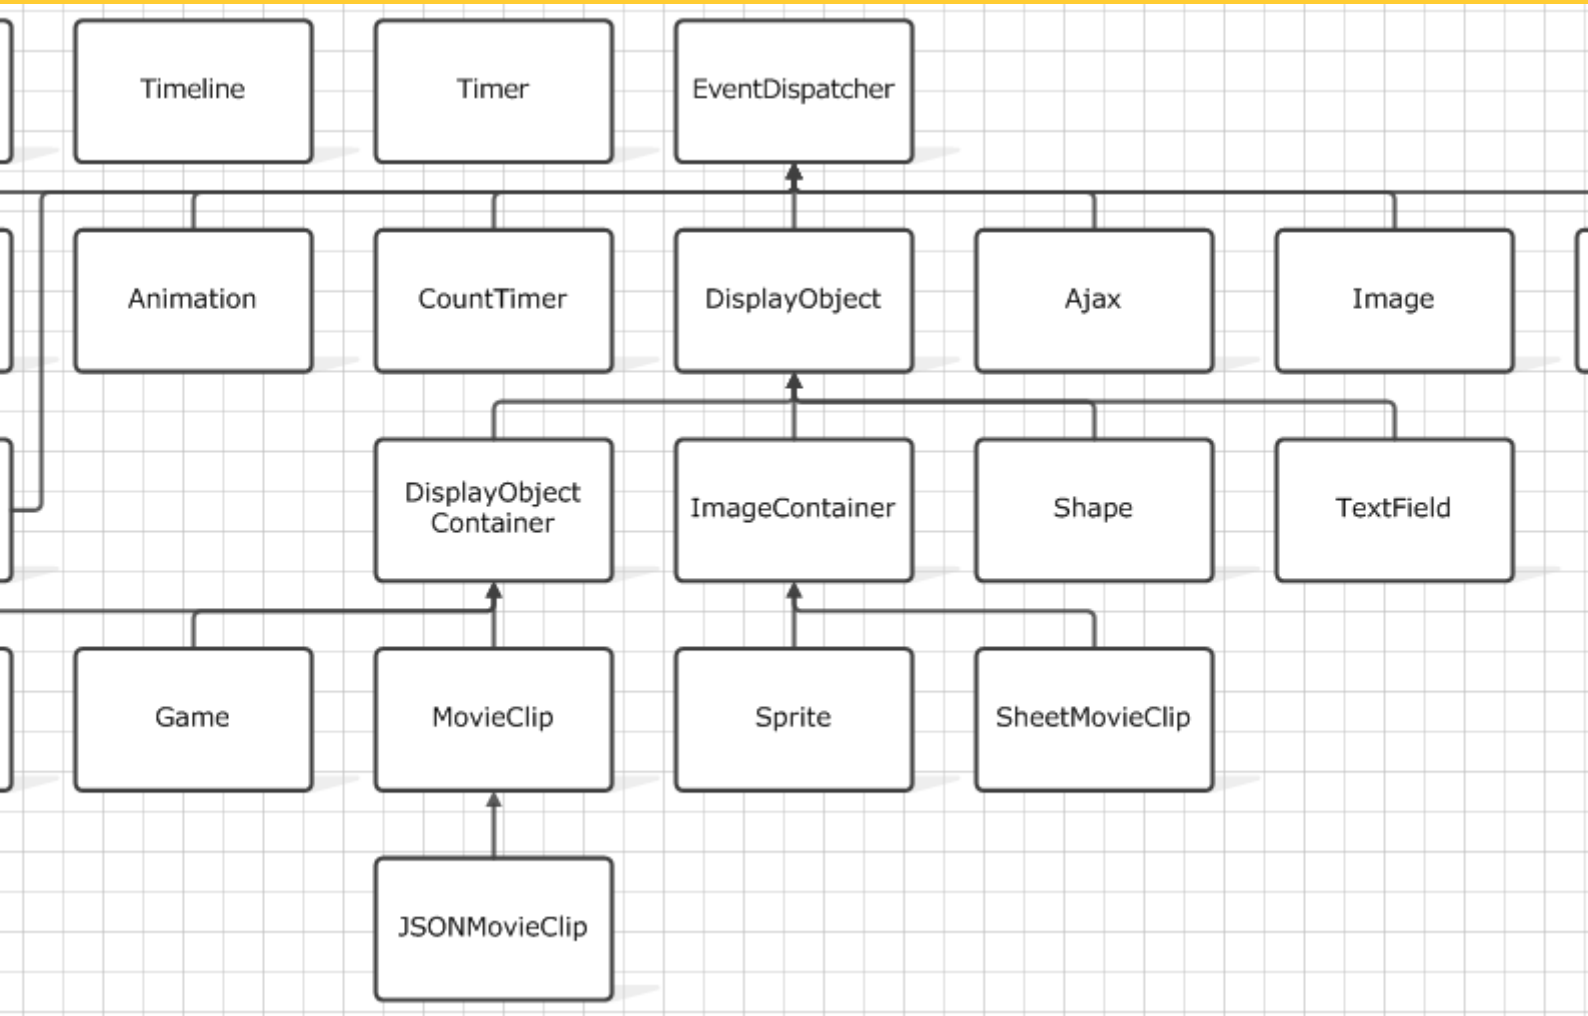 Timeline
Timer
EventDispatcher
Animation
CountTimer
DisplayObject
Ajax
Image
DisplayObject
Container
ImageContainer
Shape
TextField
Game
MovieClip
Sprite
SheetMovieClip
JSONMovieClip